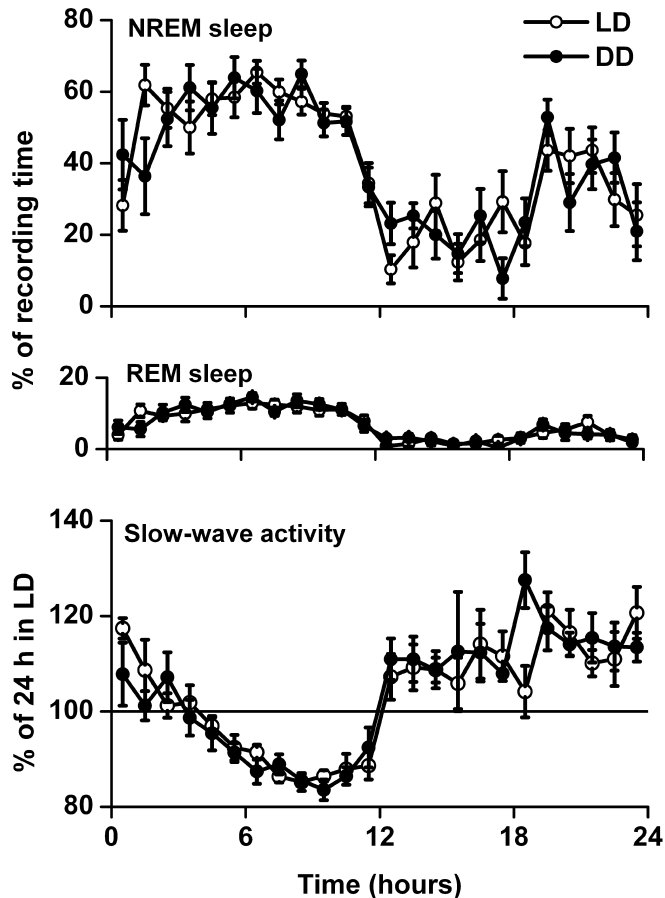 NREM sleep
LD
DD
80
60
40
20
0
% of recording time
REM sleep
20
0
Slow-wave activity
140
120
100
80
% of 24 h in LD
0
6
12
18
24
Time (hours)